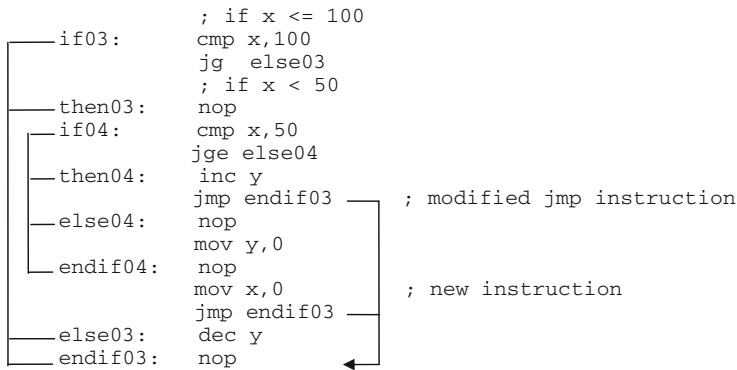 ; if x <= 100
if03: cmp x,100
jg else03
; if x < 50
then03: nop
if04: cmp x,50
jge else04
then04: inc y
jmp endif03 ; modified jmp instruction
else04: nop
mov y,0
endif04: nop
mov x,0 ; new instruction
jmp endif03
else03: dec y
endif03: nop